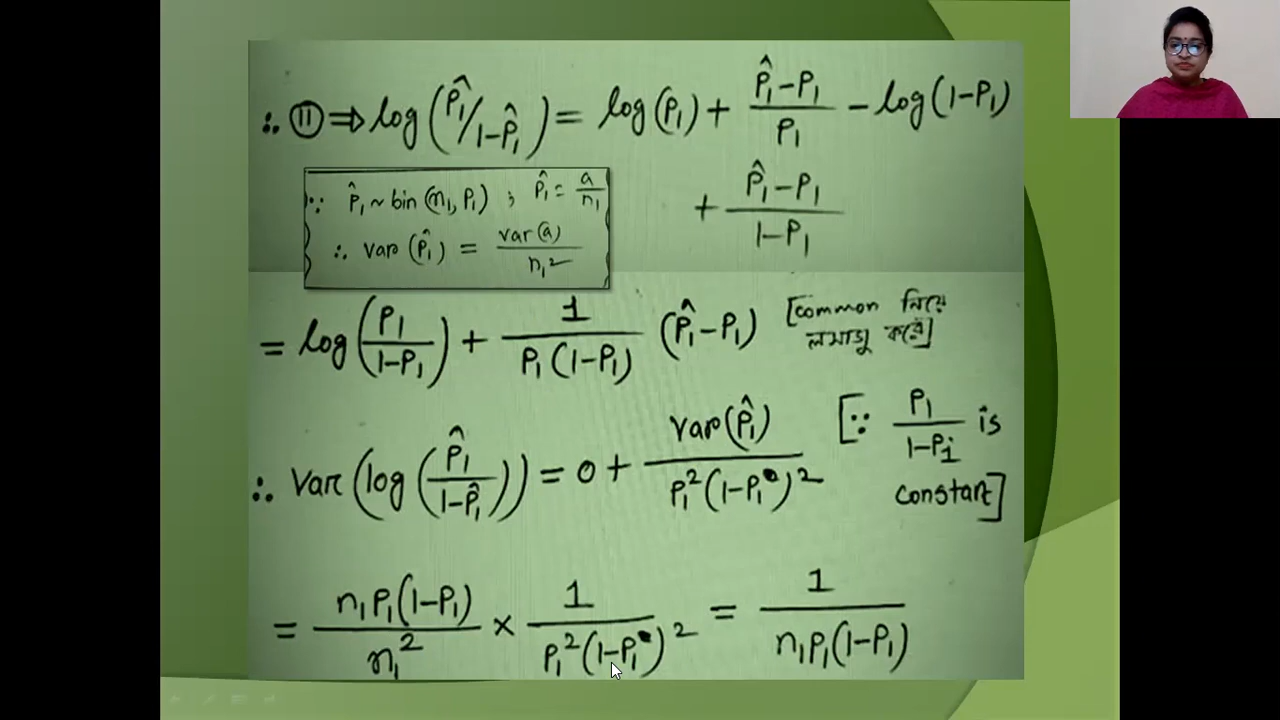 ∴ (11) ⇒ log(p̂₁/1-p̂₁) = log(P₁) + (p̂₁-P₁)/P₁ - log(1-P₁)
+ (p̂₁-P₁)/(1-P₁)
∵ p̂₁ ~ bin(n₁, P₁) ; p̂₁ = a/n₁
∴ var(p̂₁) = var(a)/n₁²
= log(P₁/(1-P₁)) + 1/(P₁(1-P₁)) (p̂₁-P₁) [common নিয়ে
লসাগু করে]
∴ var(log(p̂₁/(1-p̂₁))) = 0 + var(p̂₁)/(P₁²(1-P₁)²) [∵ P₁/(1-P₁) is
constant]
= n₁P₁(1-P₁)/n₁² × 1/(P₁²(1-P₁)²) = 1/(n₁P₁(1-P₁))